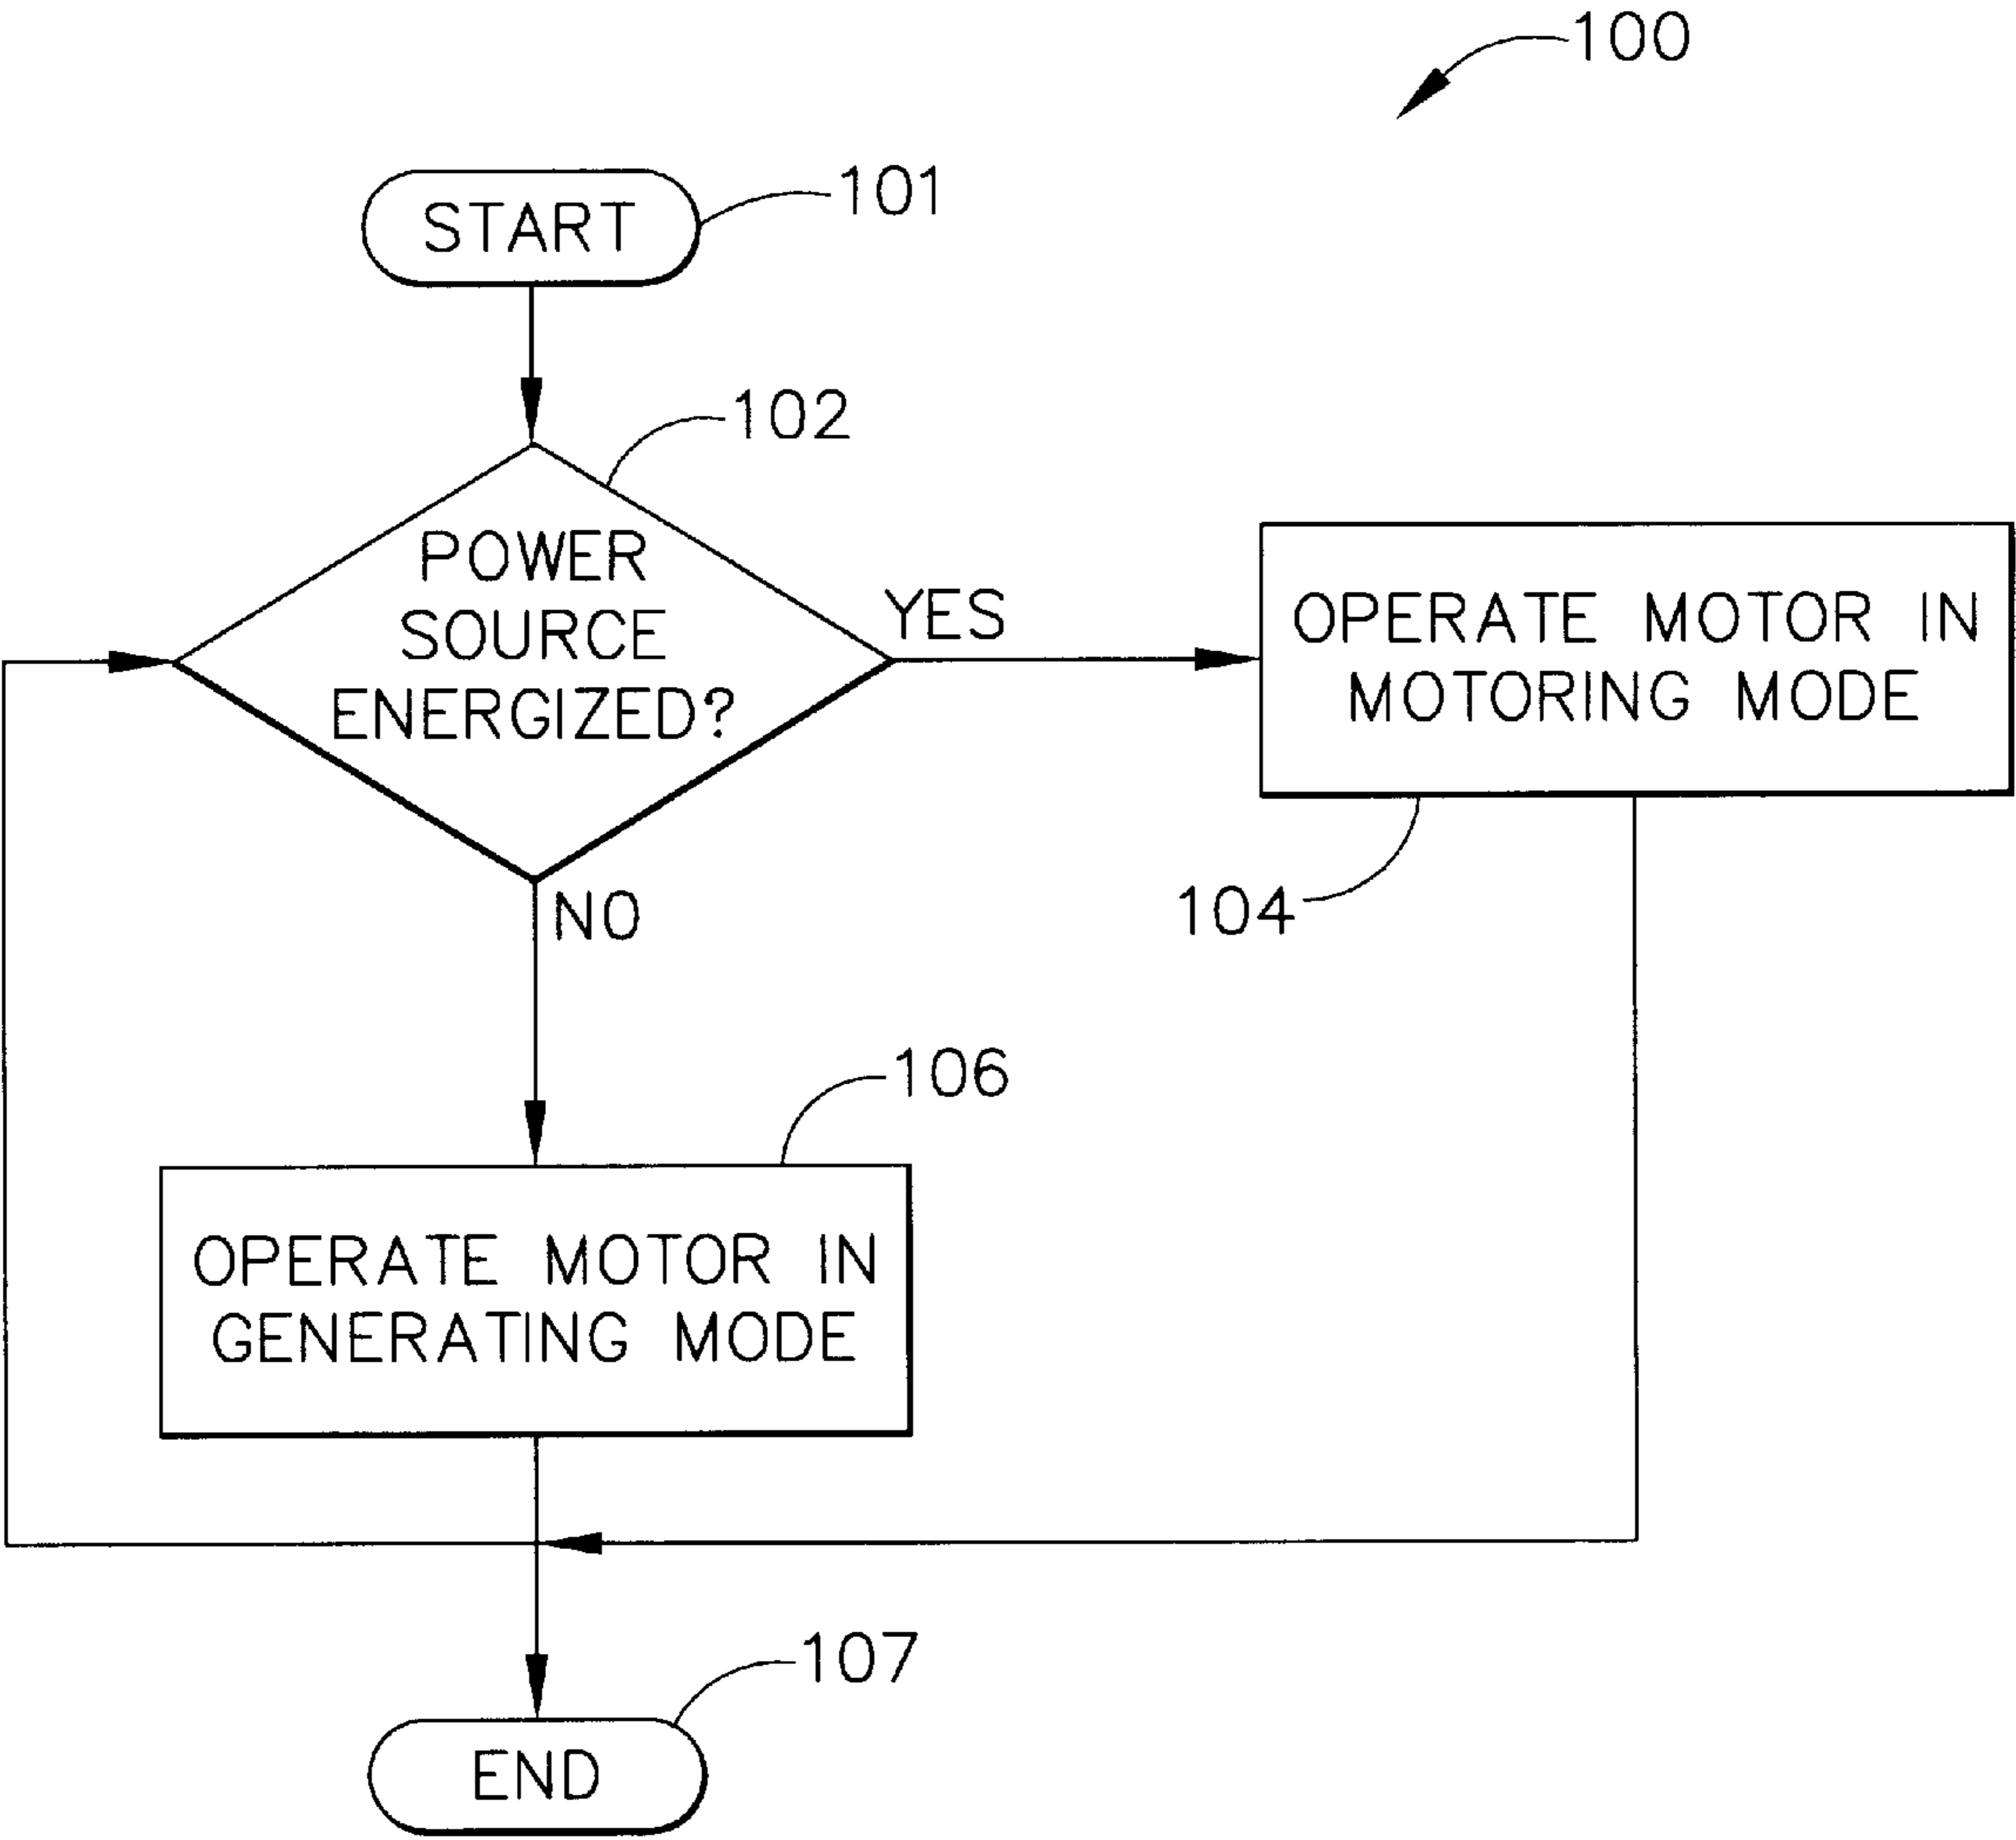 100
START
101
102
POWER
SOURCE
ENERGIZED?
YES
OPERATE MOTOR IN
MOTORING MODE
104
NO
106
OPERATE MOTOR IN
GENERATING MODE
107
END